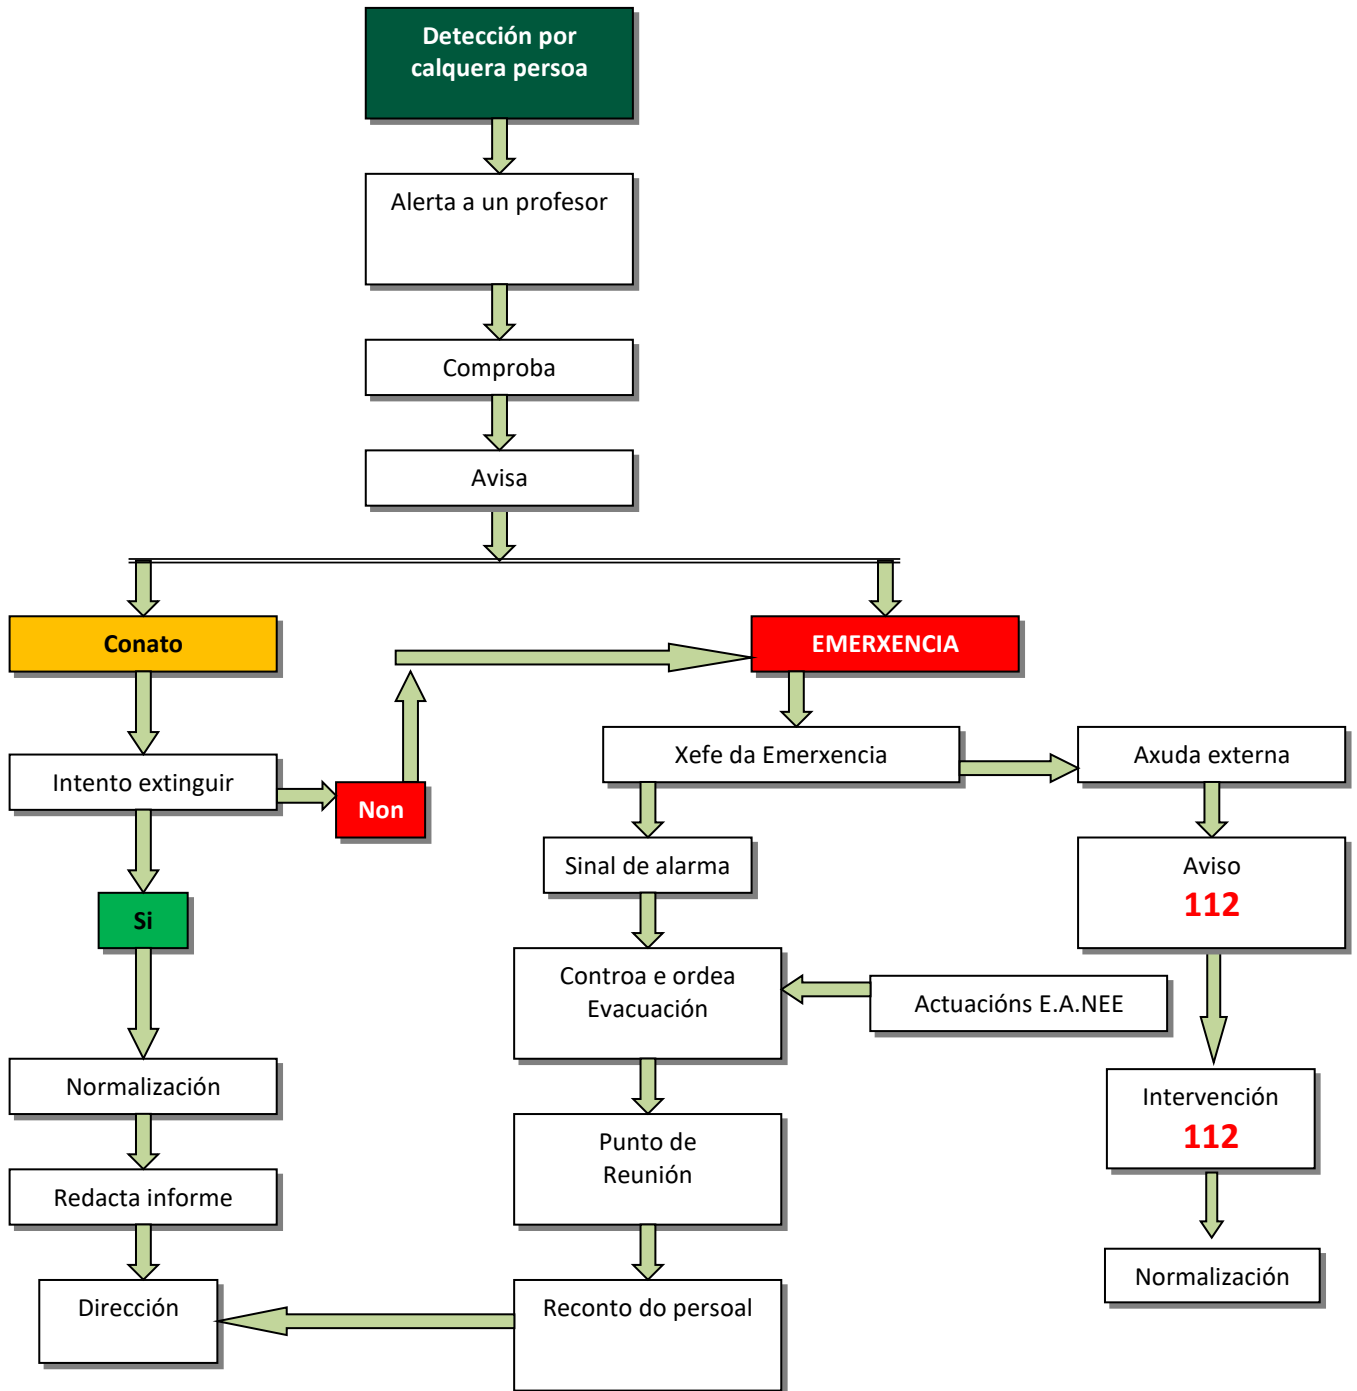 Detección por
calquera persoa
Alerta a un profesor
Comproba
Avisa
Conato
EMERXENCIA
Intento extinguir
Non
Xefe da Emerxencia
Axuda externa
Sinal de alarma
Aviso
112
Si
Controa e ordea
Evacuación
Actuacións E.A.NEE
Normalización
Intervención
112
Punto de
Reunión
Redacta informe
Normalización
Dirección
Reconto do persoal